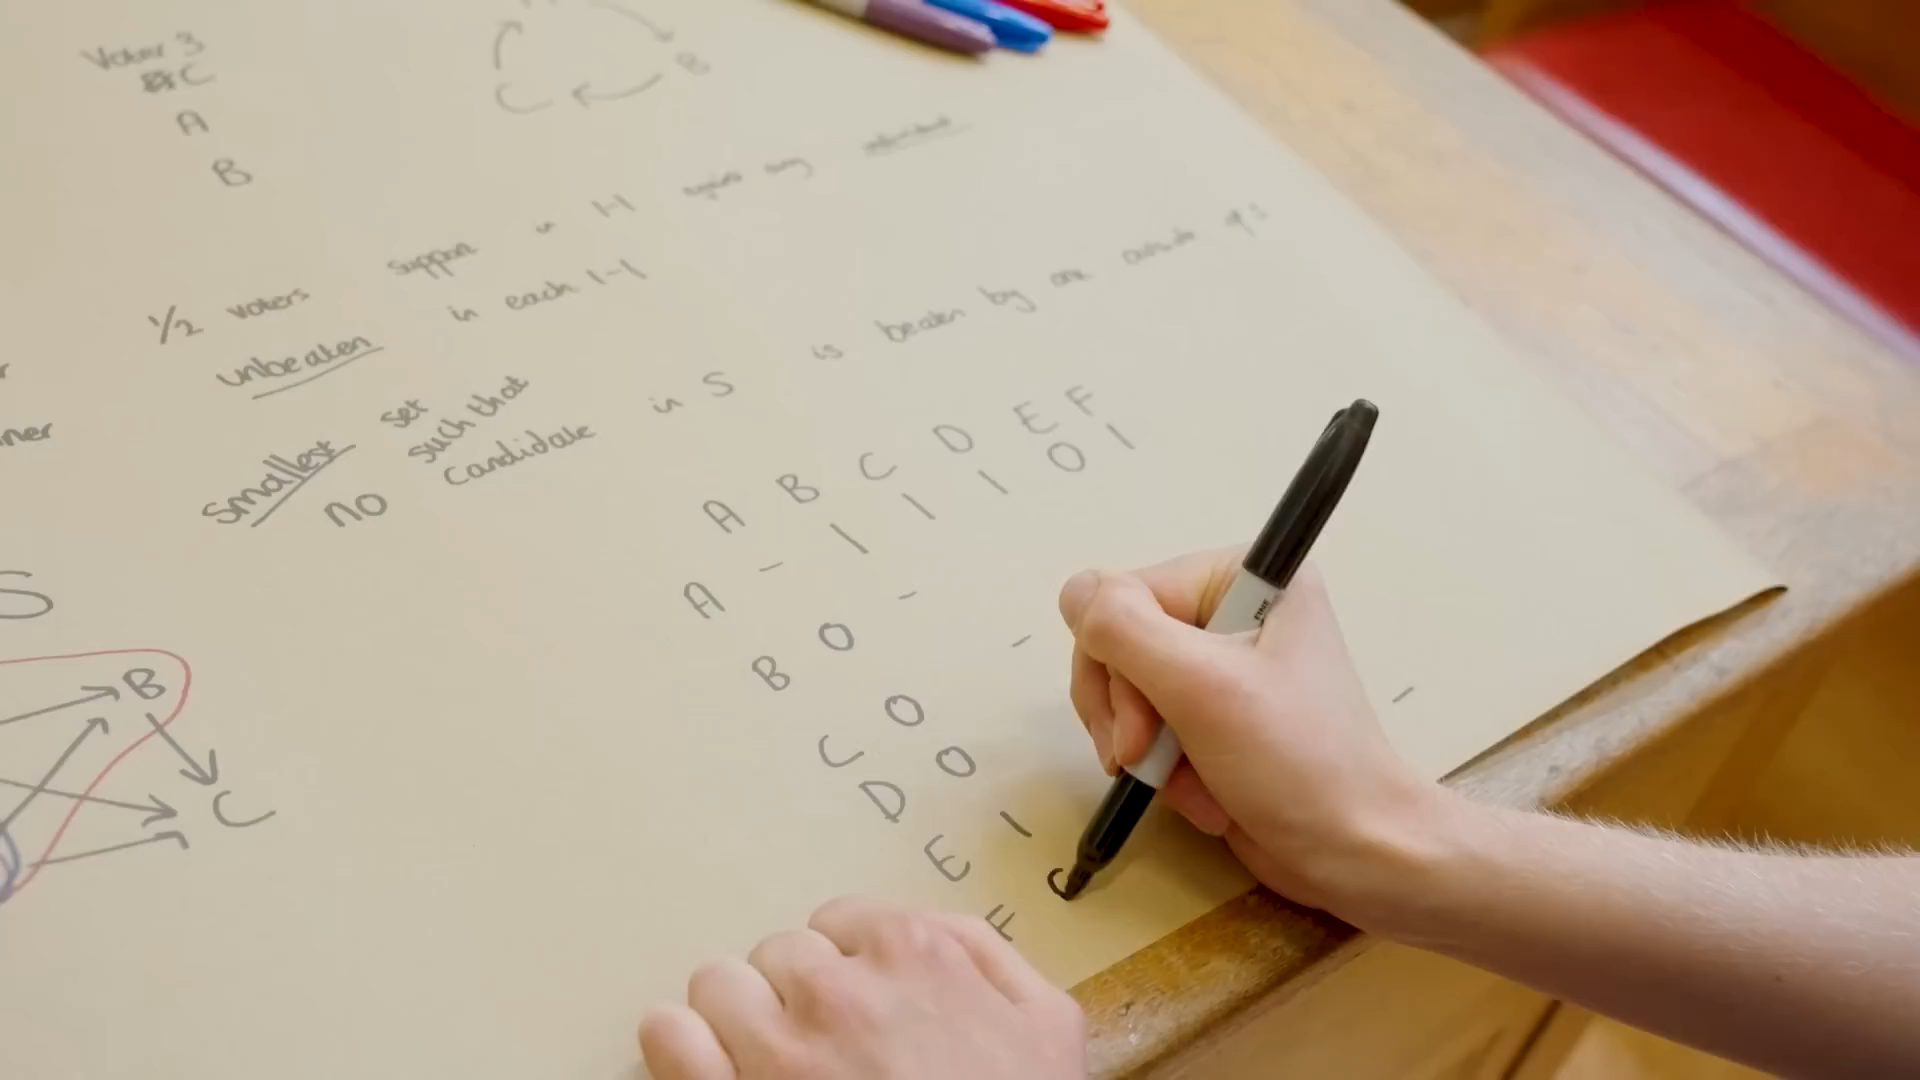 Voter 3
C
A
B
B
C
1/2 voters support in 1-1 against any individual
unbeaten in each 1-1
smallest set such that
no candidate in S is beaten by one outside of S
A B C D E F
A - 1 1 1 0 1
B 0 -
C 0 -
D 0
E 1
F
-
S
B
C